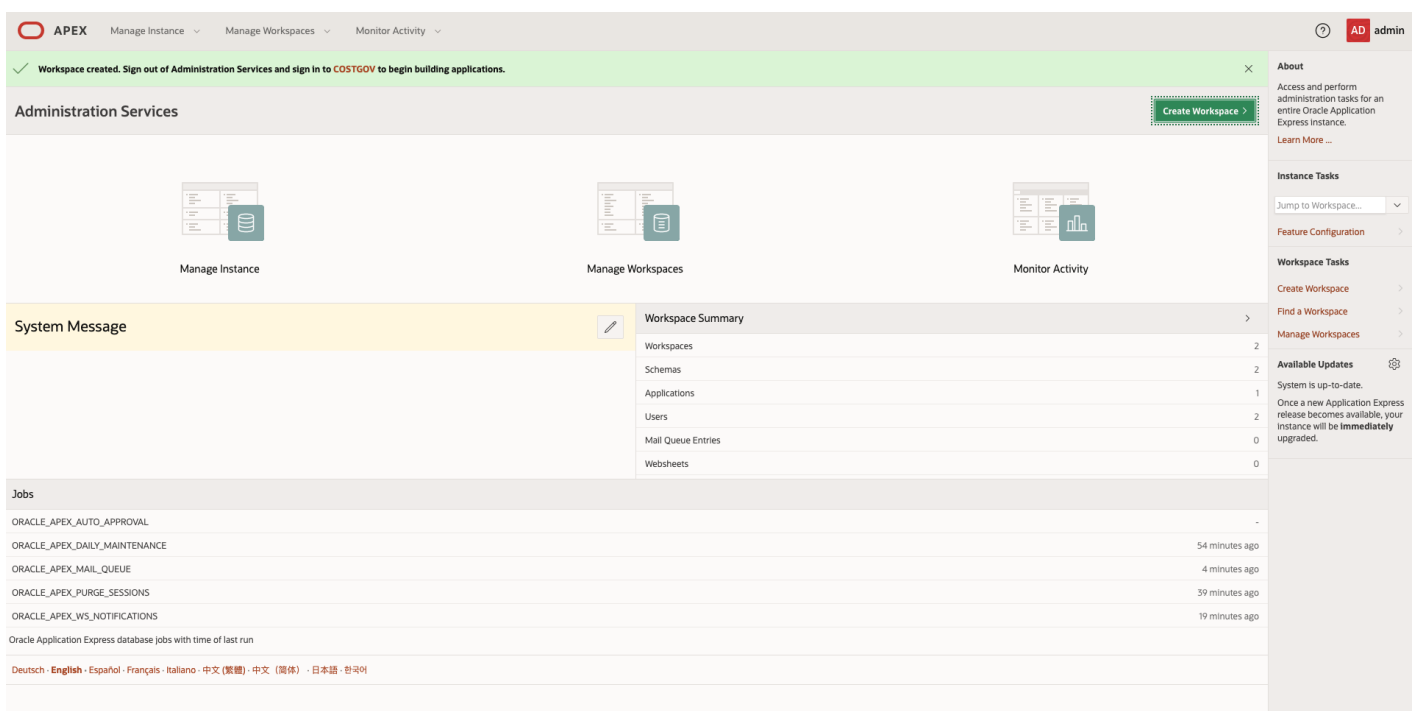 APEX Manage Instance Manage Workspaces Monitor Activity AD admin
Workspace created. Sign out of Administration Services and sign in to COSTGOV to begin building applications.
Administration Services
Create Workspace >
Manage Instance
Manage Workspaces
Monitor Activity
System Message
Workspace Summary
Workspaces 2
Schemas 2
Applications 1
Users 2
Mail Queue Entries 0
Websheets 0
Jobs
ORACLE_APEX_AUTO_APPROVAL -
ORACLE_APEX_DAILY_MAINTENANCE 54 minutes ago
ORACLE_APEX_MAIL_QUEUE 4 minutes ago
ORACLE_APEX_PURGE_SESSIONS 39 minutes ago
ORACLE_APEX_WS_NOTIFICATIONS 19 minutes ago
Oracle Application Express database jobs with time of last run
Deutsch · English · Español · Français · Italiano · 中文 (繁體) · 中文（简体） · 日本語 · 한국어
About
Access and perform
administration tasks for an
entire Oracle Application
Express instance.
Learn More ...
Instance Tasks
Jump to Workspace...
Feature Configuration
Workspace Tasks
Create Workspace
Find a Workspace
Manage Workspaces
Available Updates
System is up-to-date.
Once a new Application Express
release becomes available, your
instance will be immediately
upgraded.